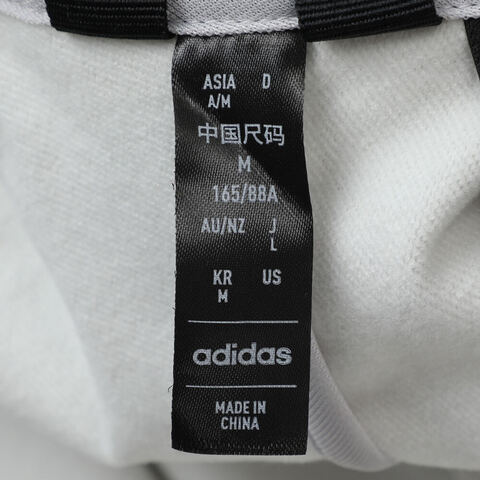 ASIA D
A/M
中国尺码
M
165/88A
AU/NZ J
L
KR US
M
adidas
MADE IN
CHINA